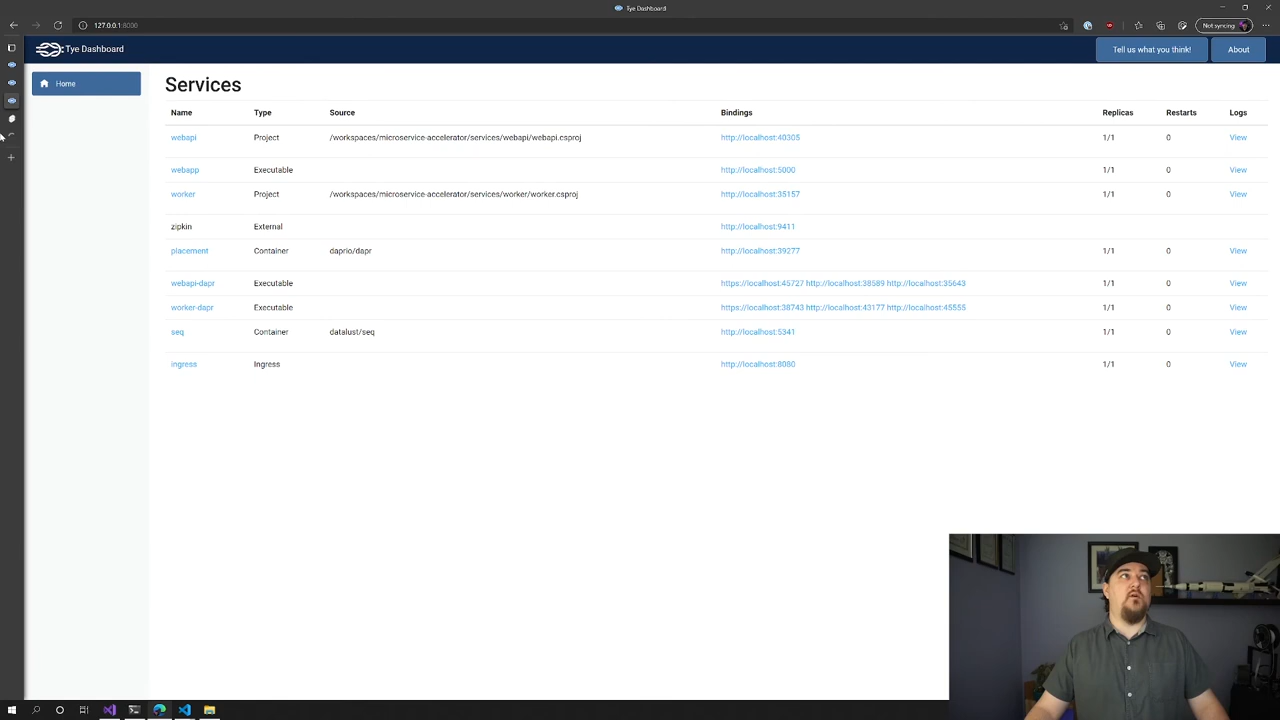 Tye Dashboard
127.0.0.1:8000
Not syncing
Tye Dashboard
Tell us what you think!
About
Home
Services
Name Type Source Bindings Replicas Restarts Logs
webapi Project /workspaces/microservice-accelerator/services/webapi/webapi.csproj http://localhost:40305 1/1 0 View
webapp Executable http://localhost:5000 1/1 0 View
worker Project /workspaces/microservice-accelerator/services/worker/worker.csproj http://localhost:35157 1/1 0 View
zipkin External http://localhost:9411
placement Container daprio/dapr http://localhost:39277 1/1 0 View
webapi-dapr Executable https://localhost:45727 http://localhost:38589 http://localhost:35643 1/1 0 View
worker-dapr Executable https://localhost:38743 http://localhost:43177 http://localhost:45555 1/1 0 View
seq Container datalust/seq http://localhost:5341 1/1 0 View
ingress Ingress http://localhost:8080 1/1 0 View